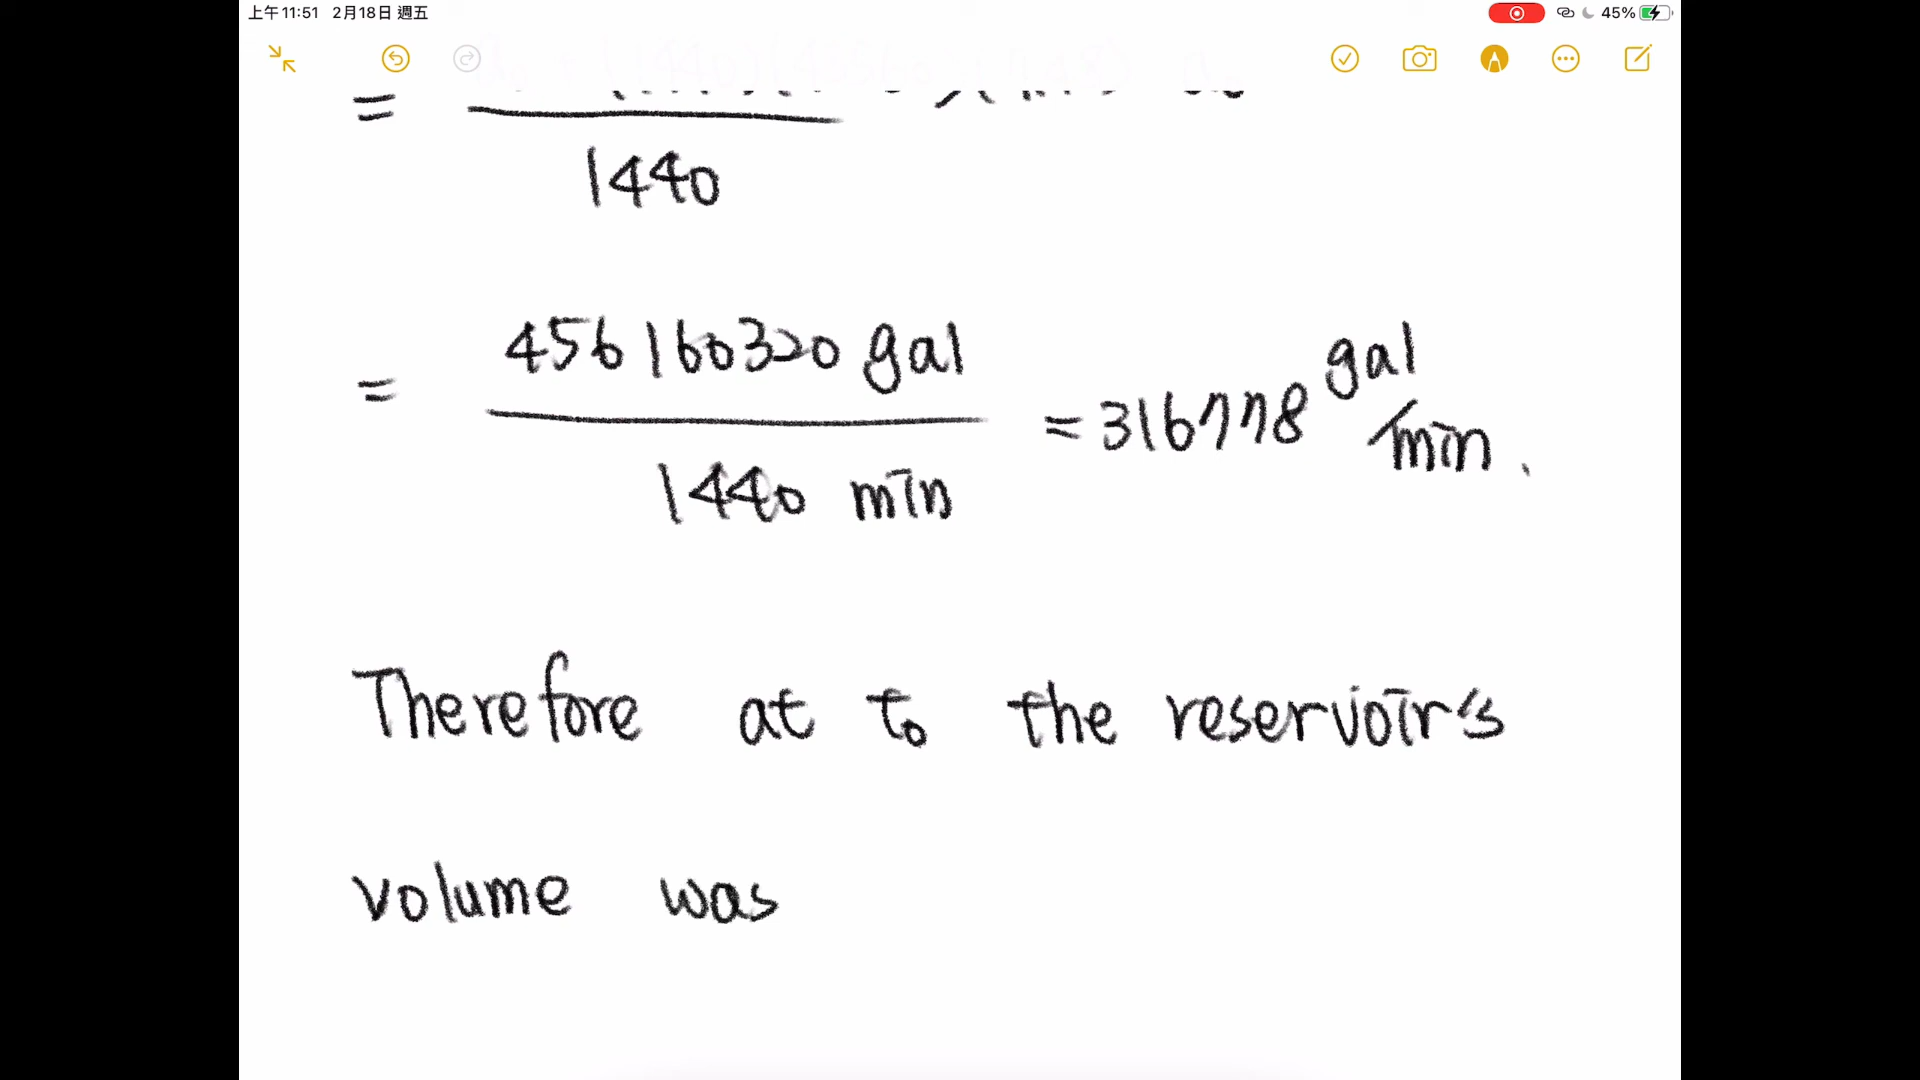 上午11:51 2月18日 週五
45%
=
1440
= 456160320 gal
1440 min
= 316778 gal/min.
Therefore at t₀ the reservoir's
volume was